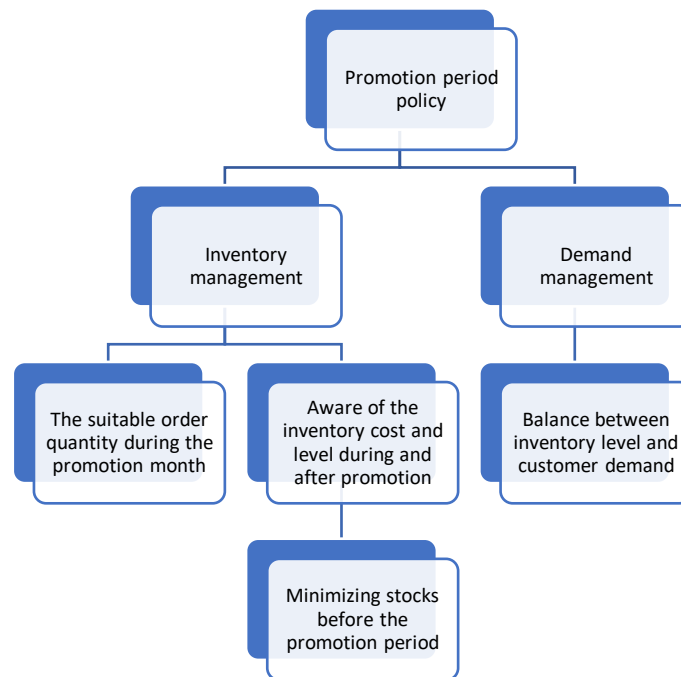 Promotion period
policy
Inventory
management
Demand
management
The suitable order
quantity during the
promotion month
Aware of the
inventory cost and
level during and
after promotion
Balance between
inventory level and
customer demand
Minimizing stocks
before the
promotion period